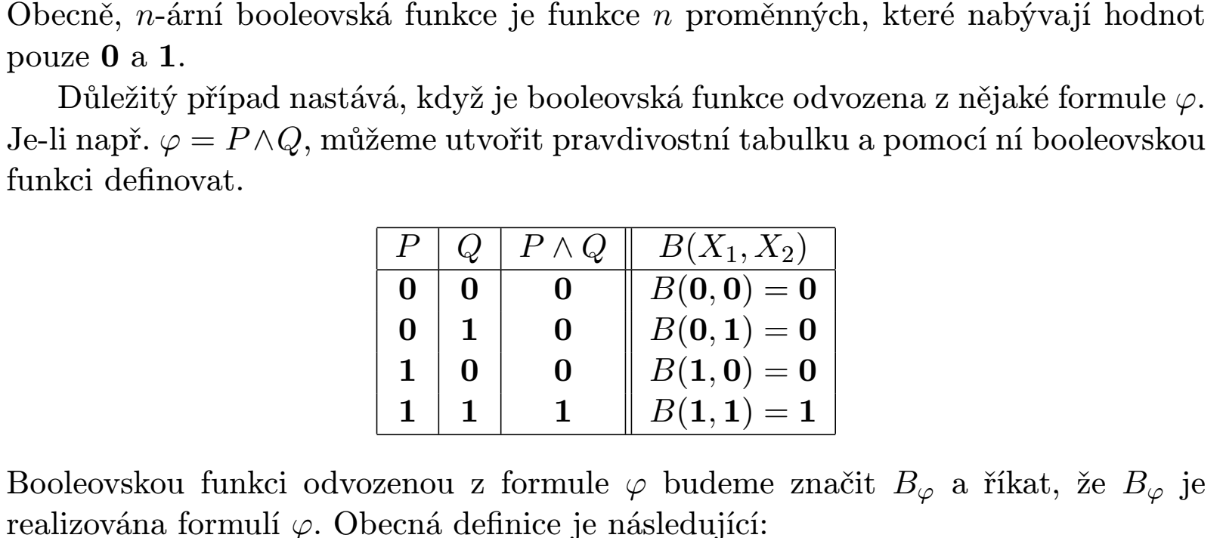 Obecně, n-ární booleovská funkce je funkce n proměnných, které nabývají hodnot
pouze 0 a 1.
Důležitý případ nastává, když je booleovská funkce odvozena z nějaké formule φ.
Je-li např. φ = P∧Q, můžeme utvořit pravdivostní tabulku a pomocí ní booleovskou
funkci definovat.
P Q P ∧ Q B(X₁, X₂)
0 0 0 B(0, 0) = 0
0 1 0 B(0, 1) = 0
1 0 0 B(1, 0) = 0
1 1 1 B(1, 1) = 1
Booleovskou funkci odvozenou z formule φ budeme značit Bφ a říkat, že Bφ je
realizována formulí φ. Obecná definice je následující: